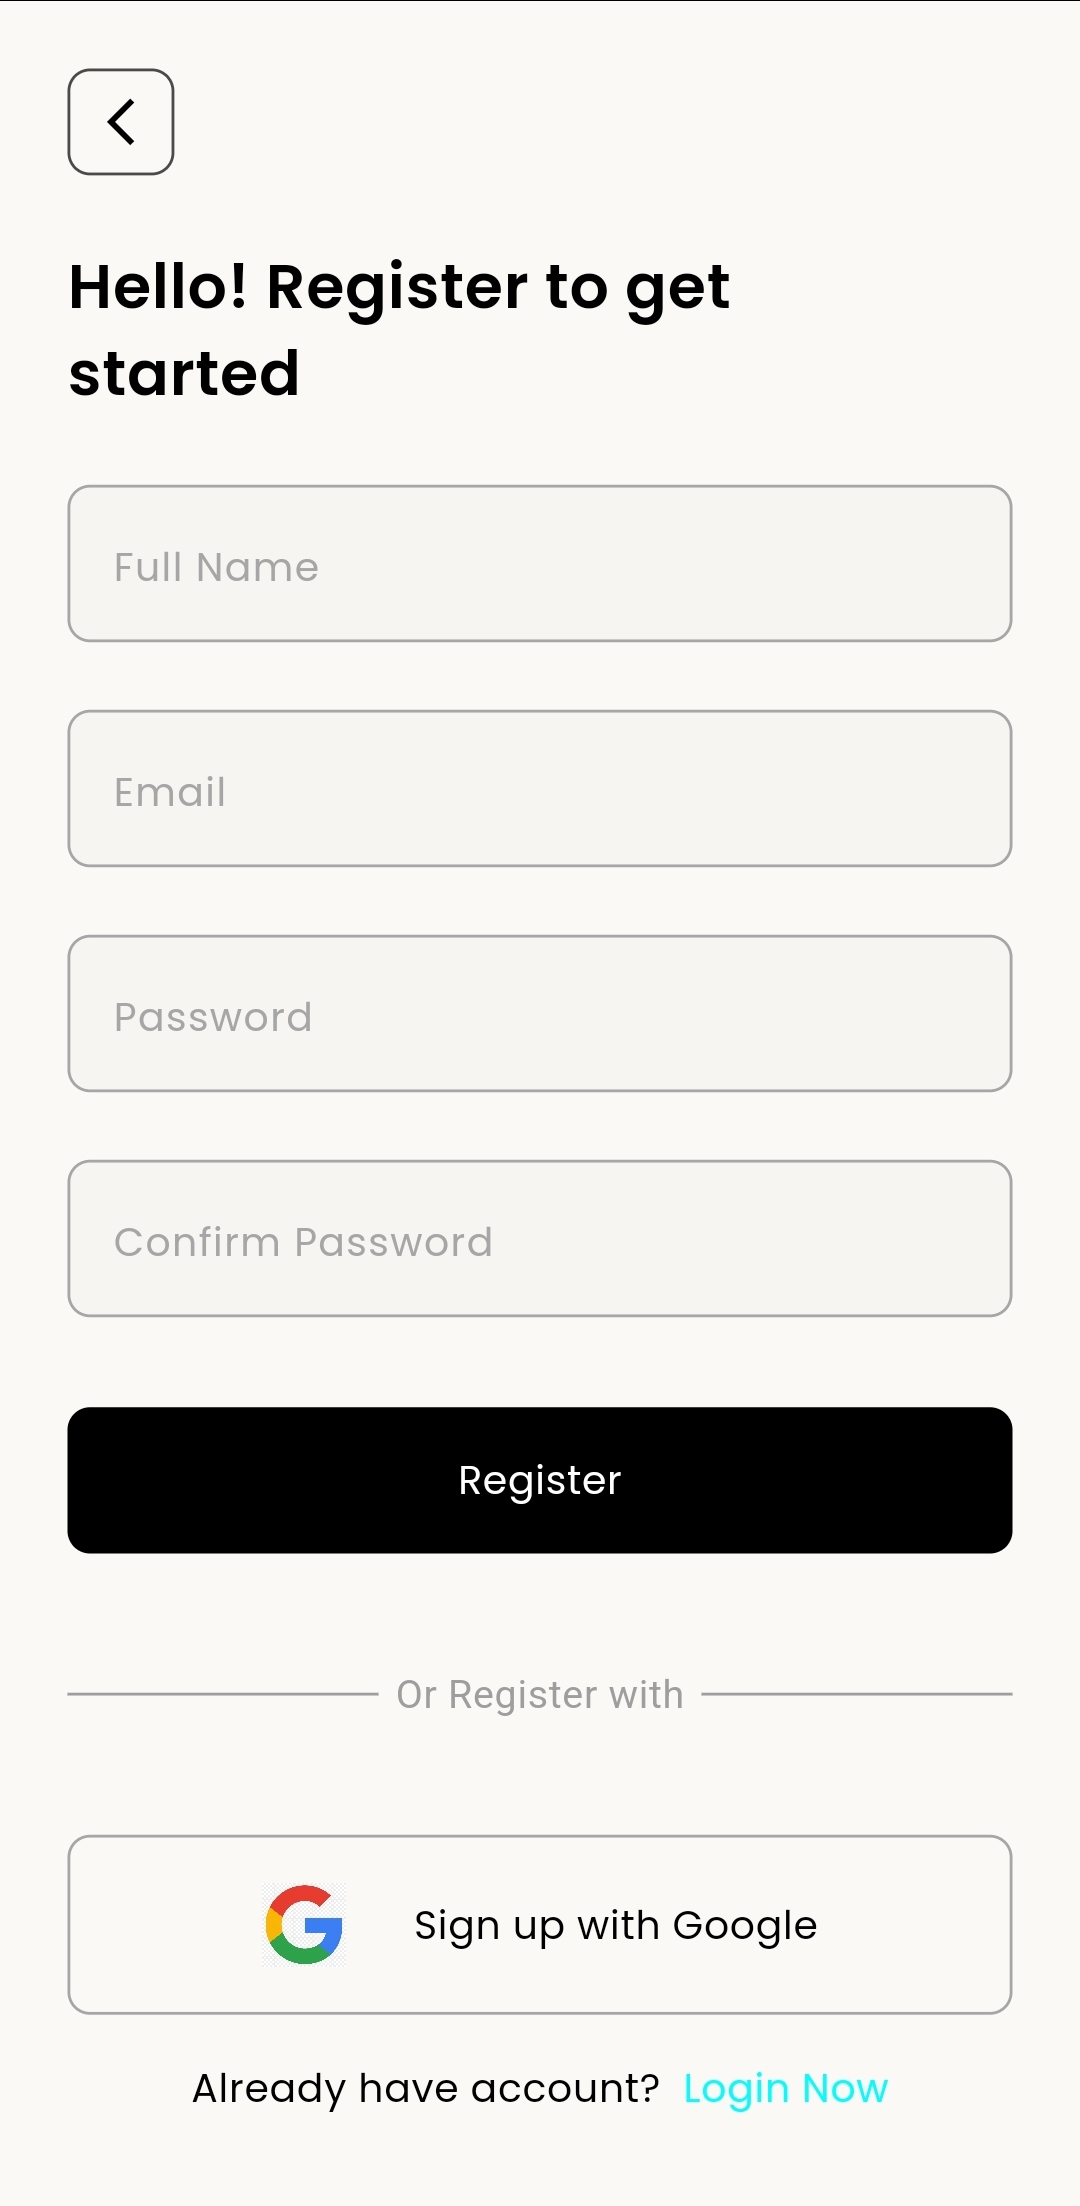 Hello! Register to get
started
Full Name
Email
Password
Confirm Password
Register
Or Register with
Sign up with Google
Already have account? Login Now